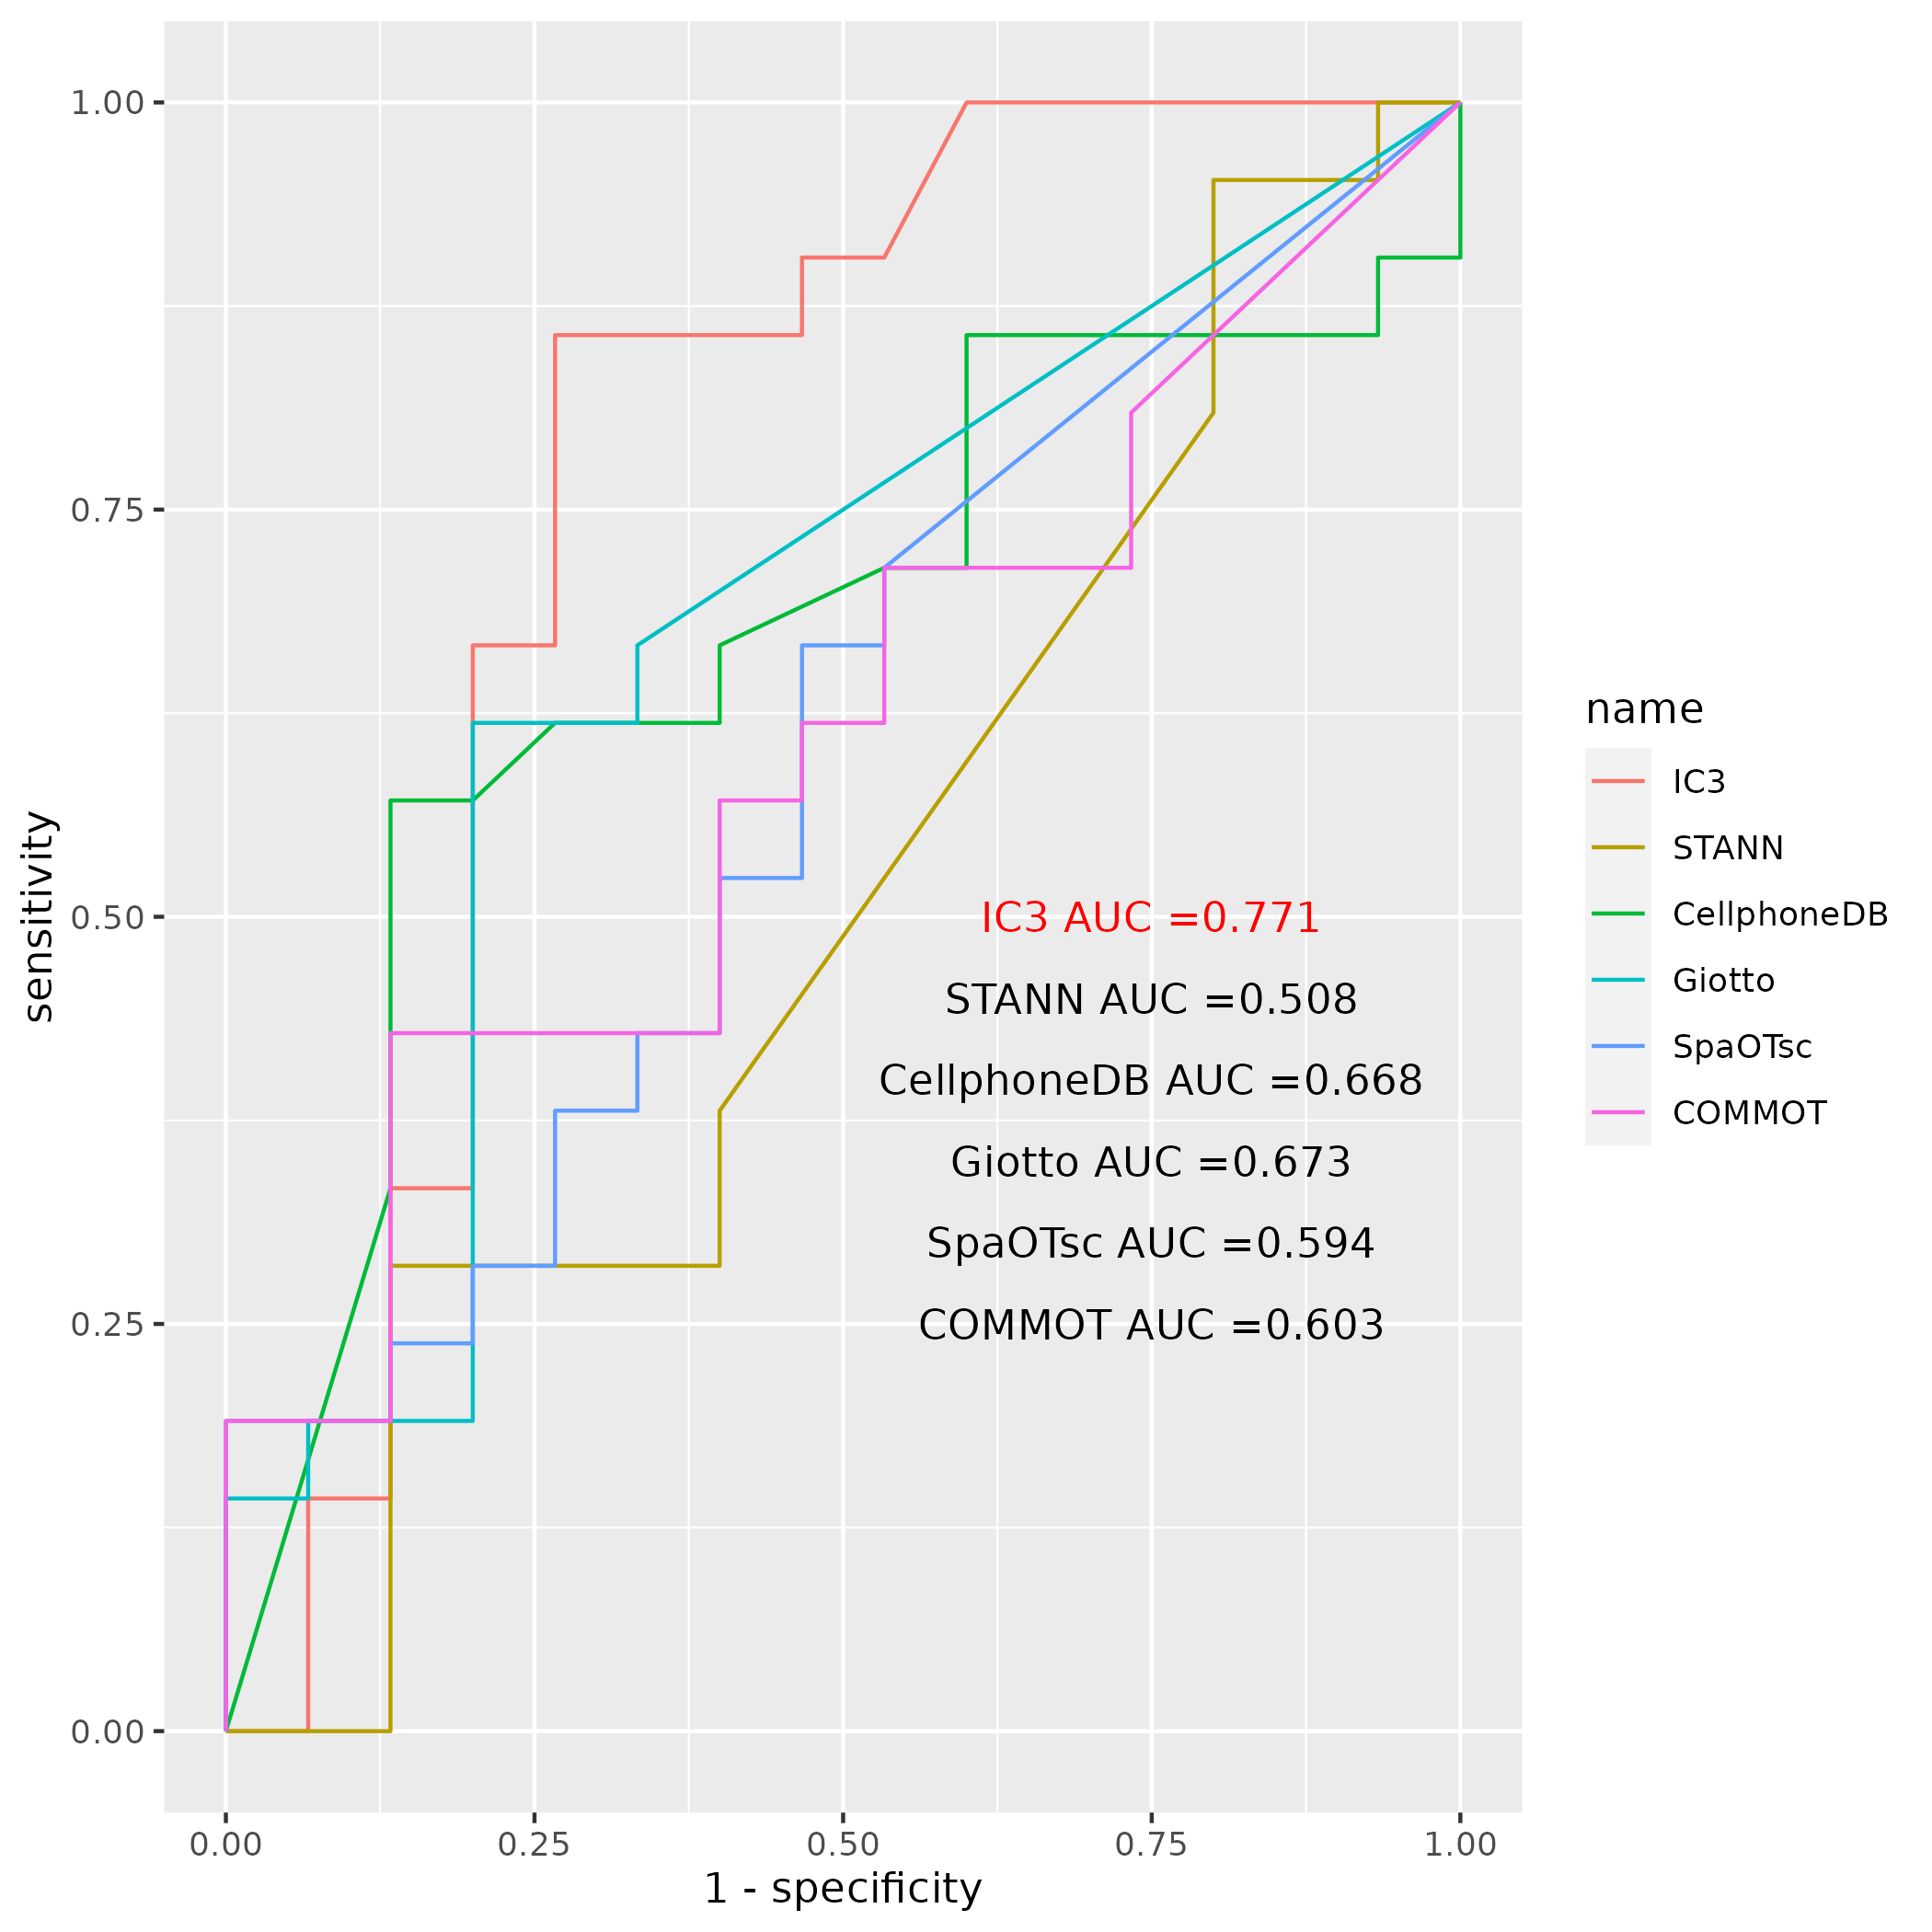 1.00
0.75
0.50
0.25
0.00
sensitivity
0.00 0.25 0.50 0.75 1.00
1 - specificity
IC3 AUC =0.771
STANN AUC =0.508
CellphoneDB AUC =0.668
Giotto AUC =0.673
SpaOTsc AUC =0.594
COMMOT AUC =0.603
name
IC3
STANN
CellphoneDB
Giotto
SpaOTsc
COMMOT